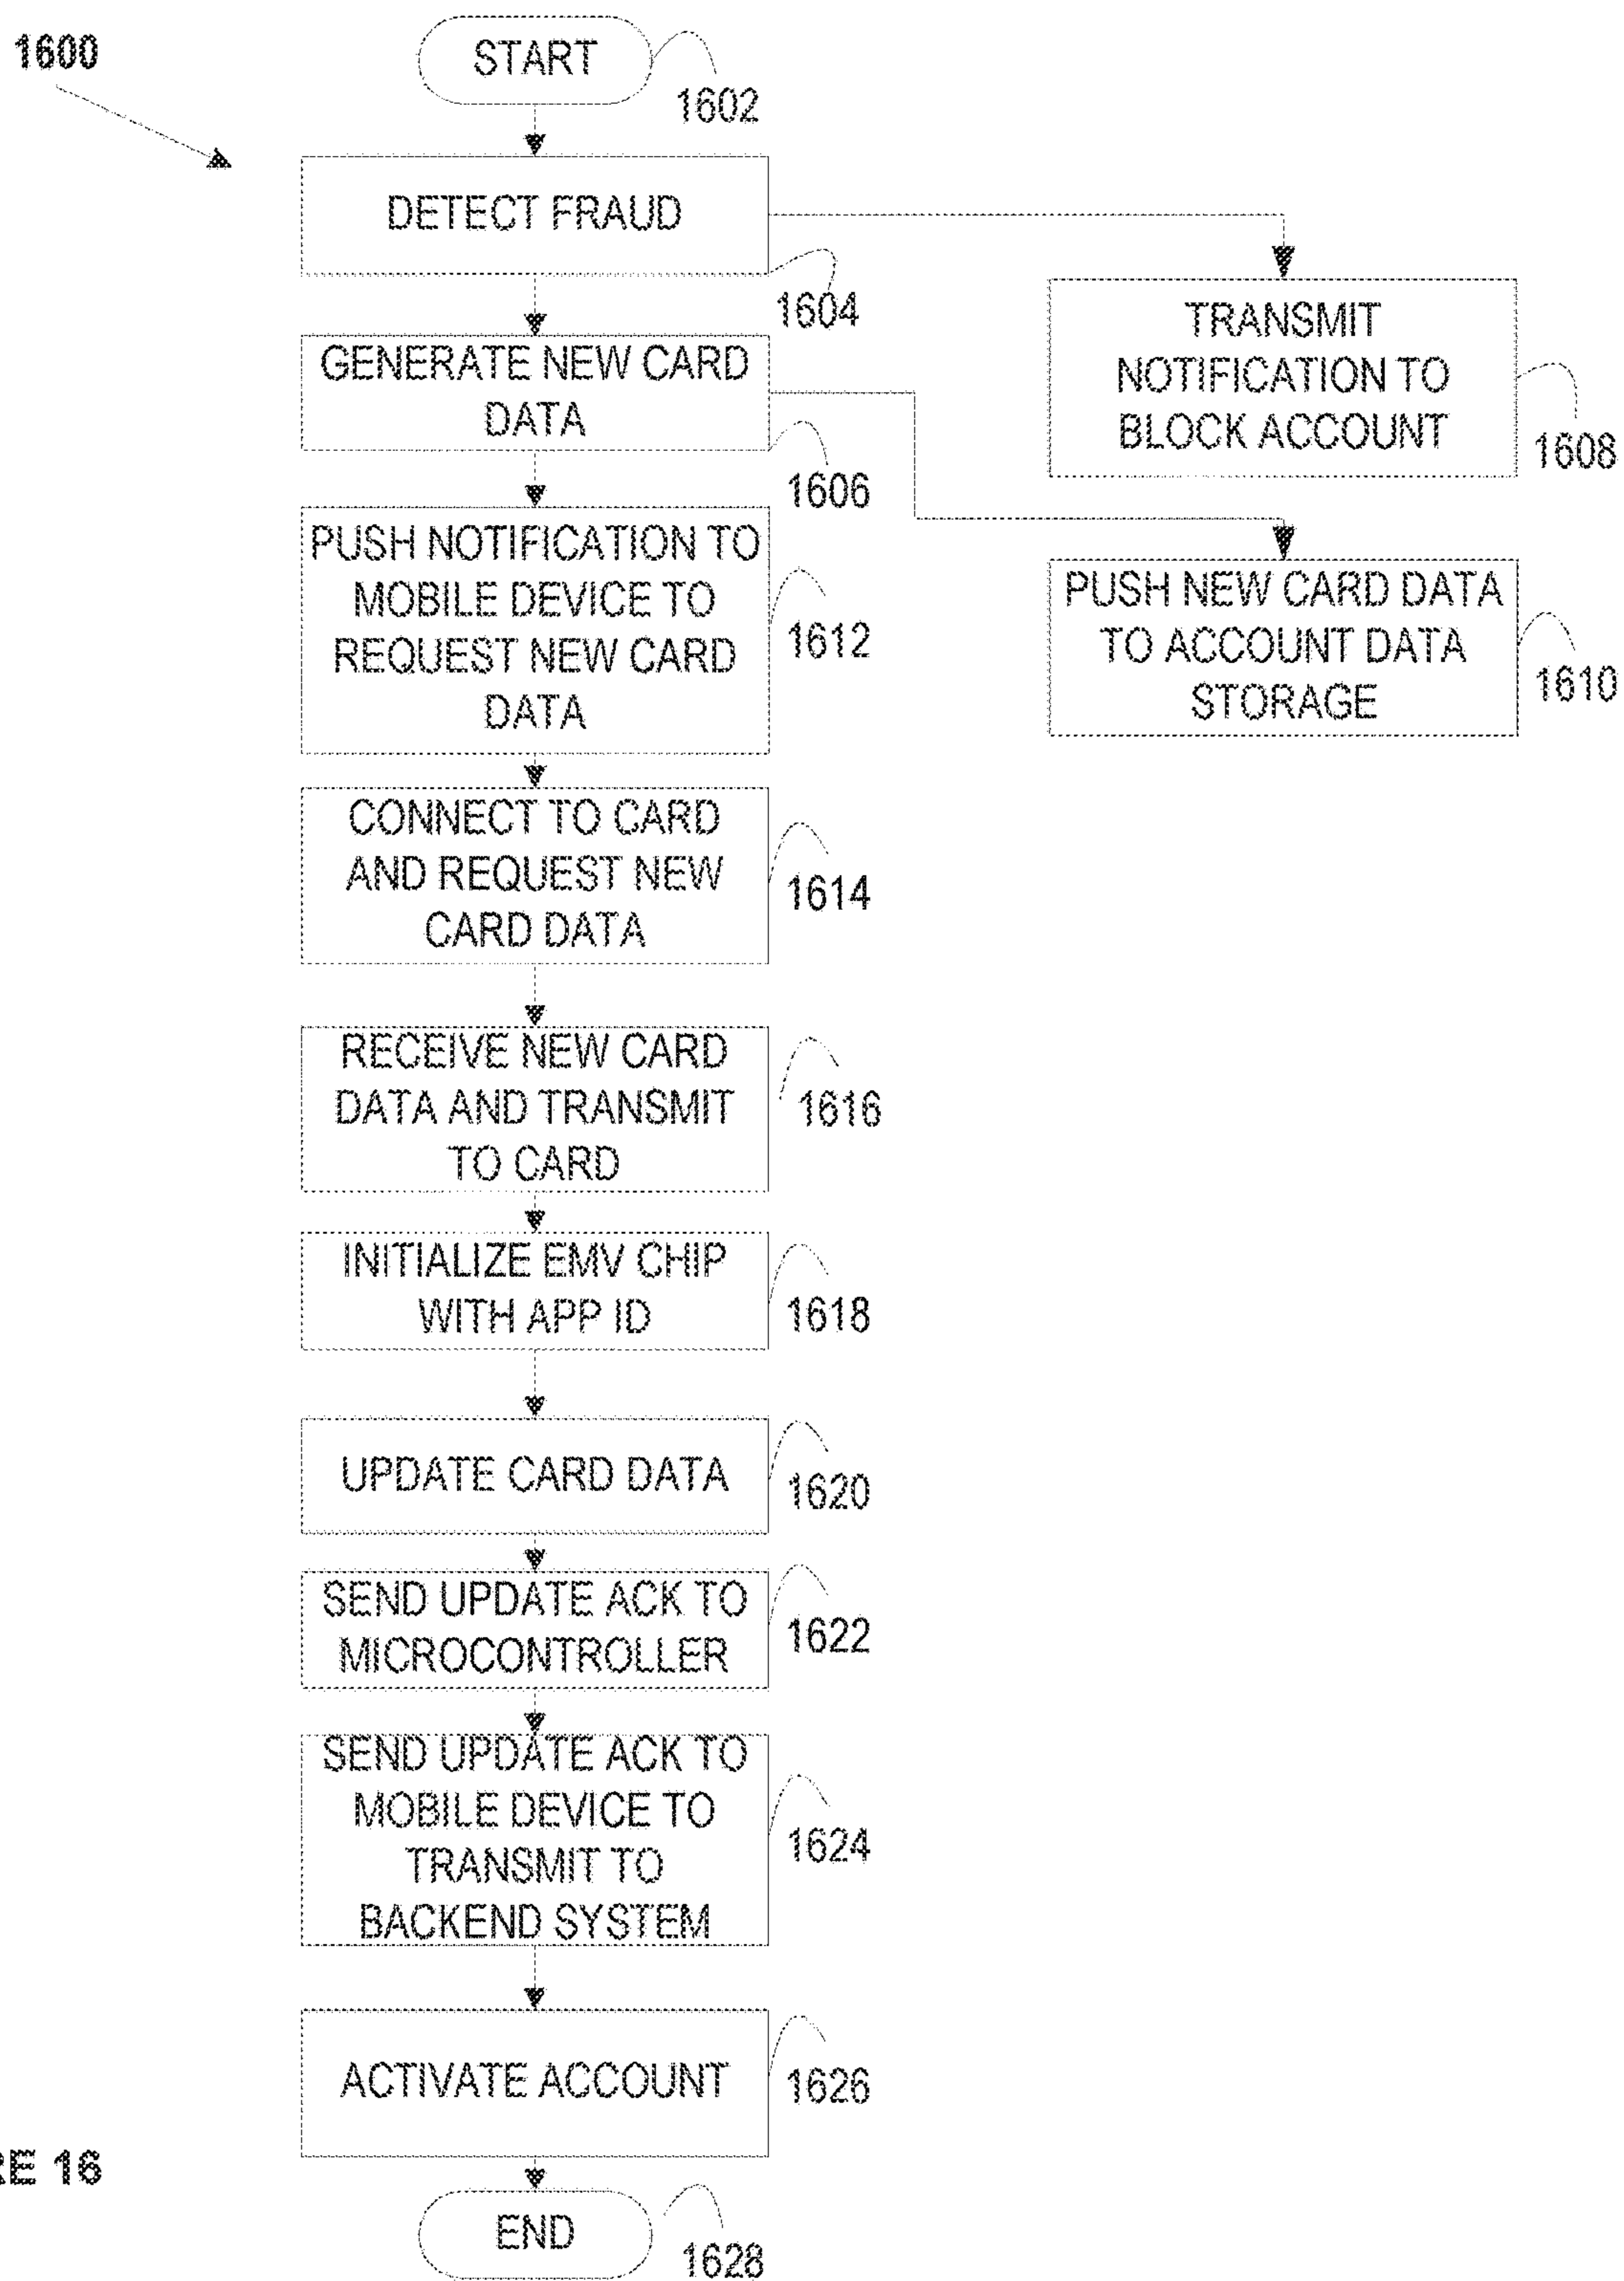 1600
START
1602
DETECT FRAUD
1604
GENERATE NEW CARD
DATA
1606
TRANSMIT
NOTIFICATION TO
BLOCK ACCOUNT
1608
PUSH NEW CARD DATA
TO ACCOUNT DATA
STORAGE
1610
PUSH NOTIFICATION TO
MOBILE DEVICE TO
REQUEST NEW CARD
DATA
1612
CONNECT TO CARD
AND REQUEST NEW
CARD DATA
1614
RECEIVE NEW CARD
DATA AND TRANSMIT
TO CARD
1616
INITIALIZE EMV CHIP
WITH APP ID
1618
UPDATE CARD DATA
1620
SEND UPDATE ACK TO
MICROCONTROLLER
1622
SEND UPDATE ACK TO
MOBILE DEVICE TO
TRANSMIT TO
BACKEND SYSTEM
1624
ACTIVATE ACCOUNT
1626
RE 16
END
1628